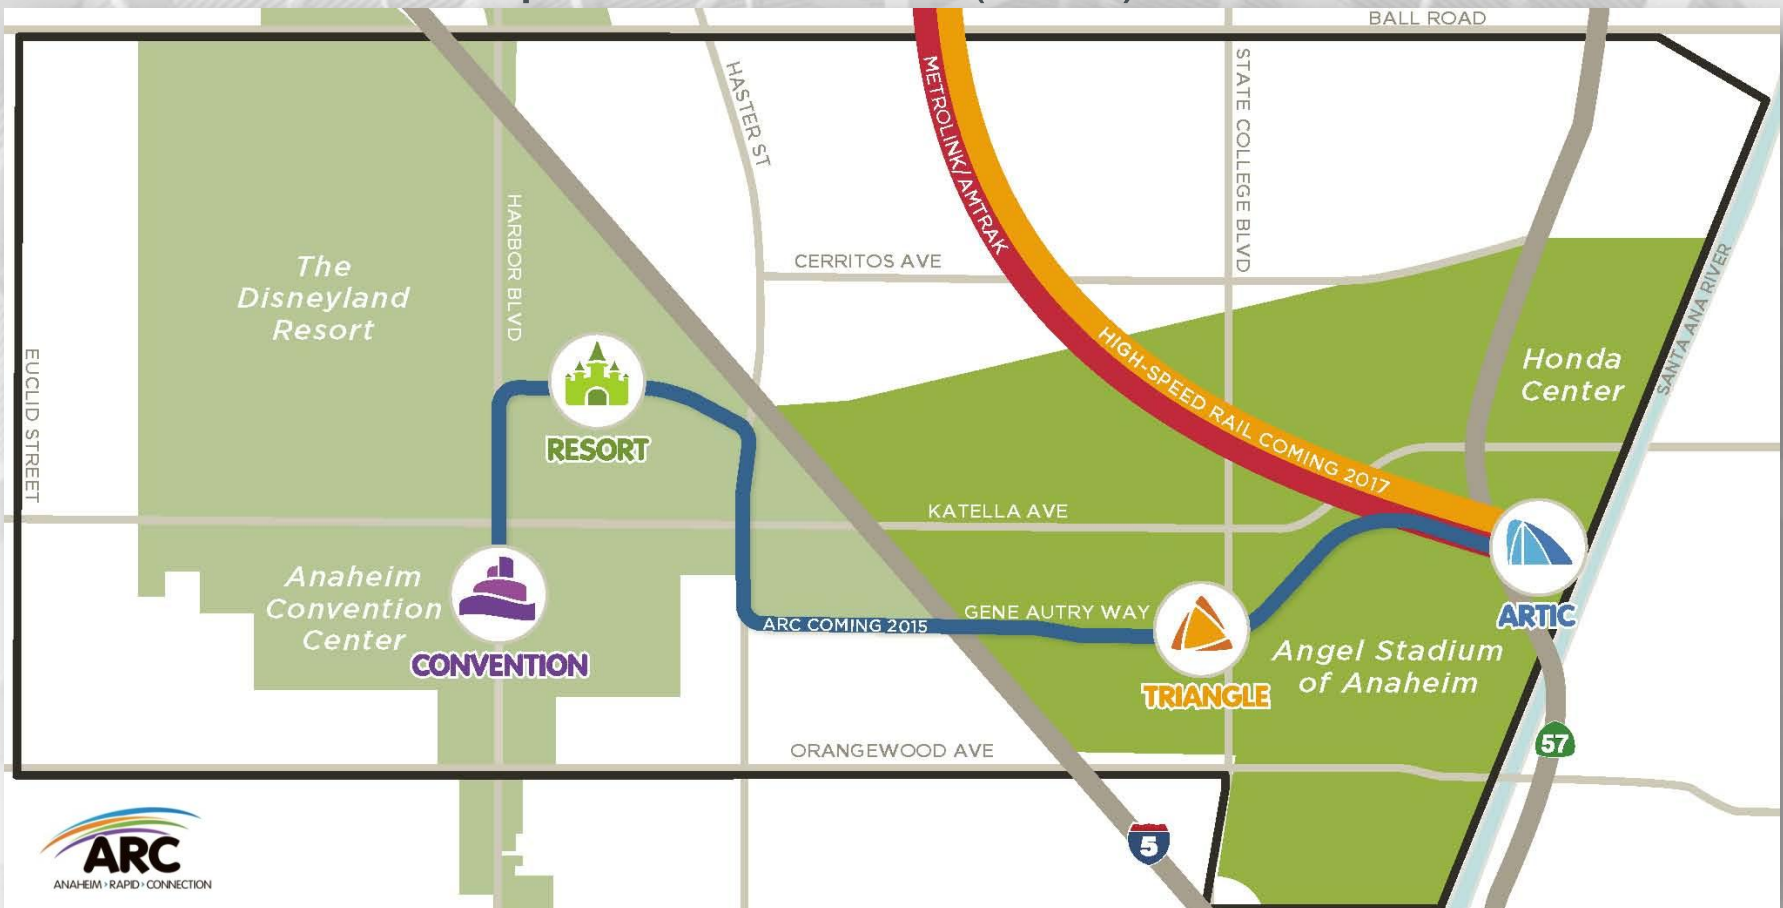 BALL ROAD
HASTER ST
METROLINK/AMTRAK
STATE COLLEGE BLVD
HARBOR BLVD
CERRITOS AVE
The
Disneyland
Resort
SANTA ANA RIVER
EUCLID STREET
HIGH-SPEED RAIL COMING 2017
Honda
Center
RESORT
KATELLA AVE
Anaheim
Convention
Center
CONVENTION
ARC COMING 2015
GENE AUTRY WAY
ARTIC
TRIANGLE
Angel Stadium
of Anaheim
ORANGEWOOD AVE
57
5
ARC
ANAHEIM › RAPID › CONNECTION